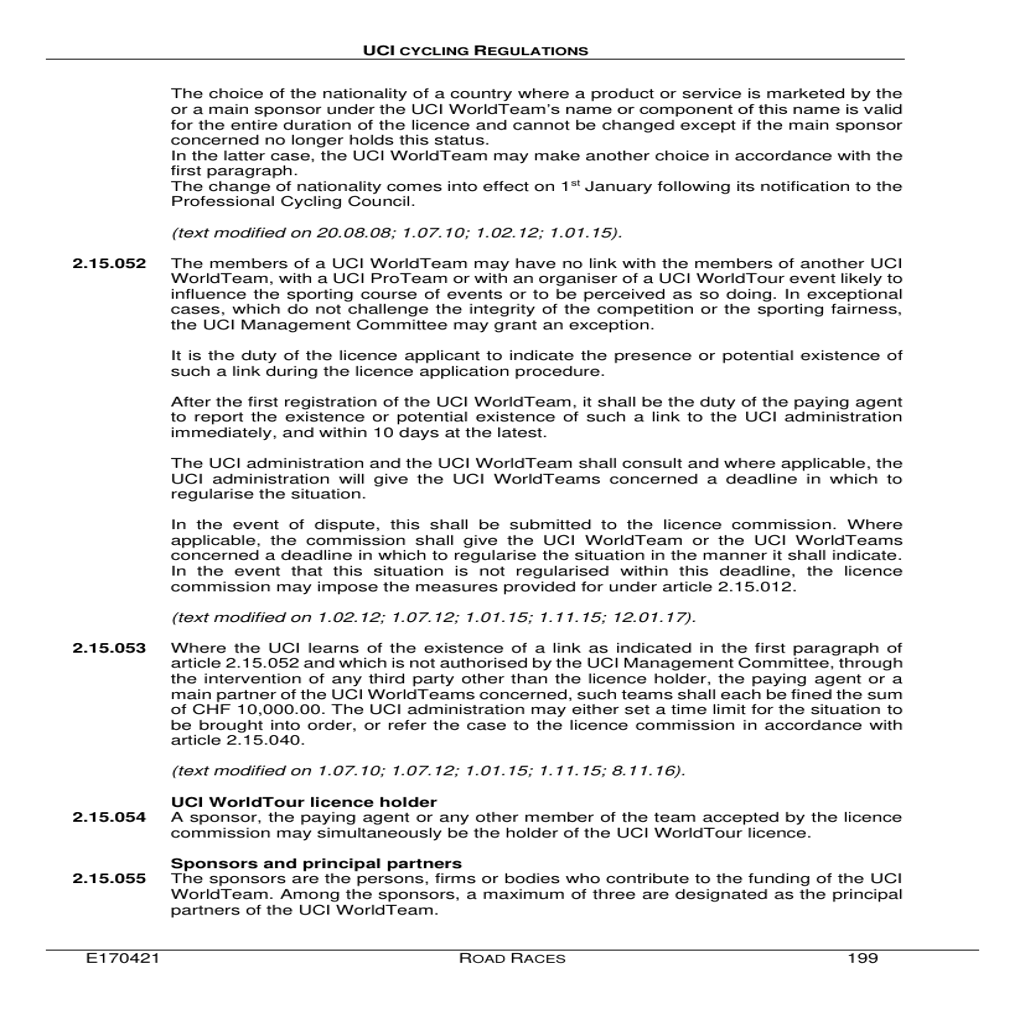 UCI CYCLING REGULATIONS
The choice of the nationality of a country where a product or service is marketed by the
or a main sponsor under the UCI WorldTeam's name or component of this name is valid
for the entire duration of the licence and cannot be changed except if the main sponsor
concerned no longer holds this status.
In the latter case, the UCI WorldTeam may make another choice in accordance with the
first paragraph.
The change of nationality comes into effect on 1st January following its notification to the
Professional Cycling Council.
(text modified on 20.08.08; 1.07.10; 1.02.12; 1.01.15).
2.15.052 The members of a UCI WorldTeam may have no link with the members of another UCI
WorldTeam, with a UCI ProTeam or with an organiser of a UCI WorldTour event likely to
influence the sporting course of events or to be perceived as so doing. In exceptional
cases, which do not challenge the integrity of the competition or the sporting fairness,
the UCI Management Committee may grant an exception.
It is the duty of the licence applicant to indicate the presence or potential existence of
such a link during the licence application procedure.
After the first registration of the UCI WorldTeam, it shall be the duty of the paying agent
to report the existence or potential existence of such a link to the UCI administration
immediately, and within 10 days at the latest.
The UCI administration and the UCI WorldTeam shall consult and where applicable, the
UCI administration will give the UCI WorldTeams concerned a deadline in which to
regularise the situation.
In the event of dispute, this shall be submitted to the licence commission. Where
applicable, the commission shall give the UCI WorldTeam or the UCI WorldTeams
concerned a deadline in which to regularise the situation in the manner it shall indicate.
In the event that this situation is not regularised within this deadline, the licence
commission may impose the measures provided for under article 2.15.012.
(text modified on 1.02.12; 1.07.12; 1.01.15; 1.11.15; 12.01.17).
2.15.053 Where the UCI learns of the existence of a link as indicated in the first paragraph of
article 2.15.052 and which is not authorised by the UCI Management Committee, through
the intervention of any third party other than the licence holder, the paying agent or a
main partner of the UCI WorldTeams concerned, such teams shall each be fined the sum
of CHF 10,000.00. The UCI administration may either set a time limit for the situation to
be brought into order, or refer the case to the licence commission in accordance with
article 2.15.040.
(text modified on 1.07.10; 1.07.12; 1.01.15; 1.11.15; 8.11.16).
UCI WorldTour licence holder
2.15.054 A sponsor, the paying agent or any other member of the team accepted by the licence
commission may simultaneously be the holder of the UCI WorldTour licence.
Sponsors and principal partners
2.15.055 The sponsors are the persons, firms or bodies who contribute to the funding of the UCI
WorldTeam. Among the sponsors, a maximum of three are designated as the principal
partners of the UCI WorldTeam.
E170421 ROAD RACES 199